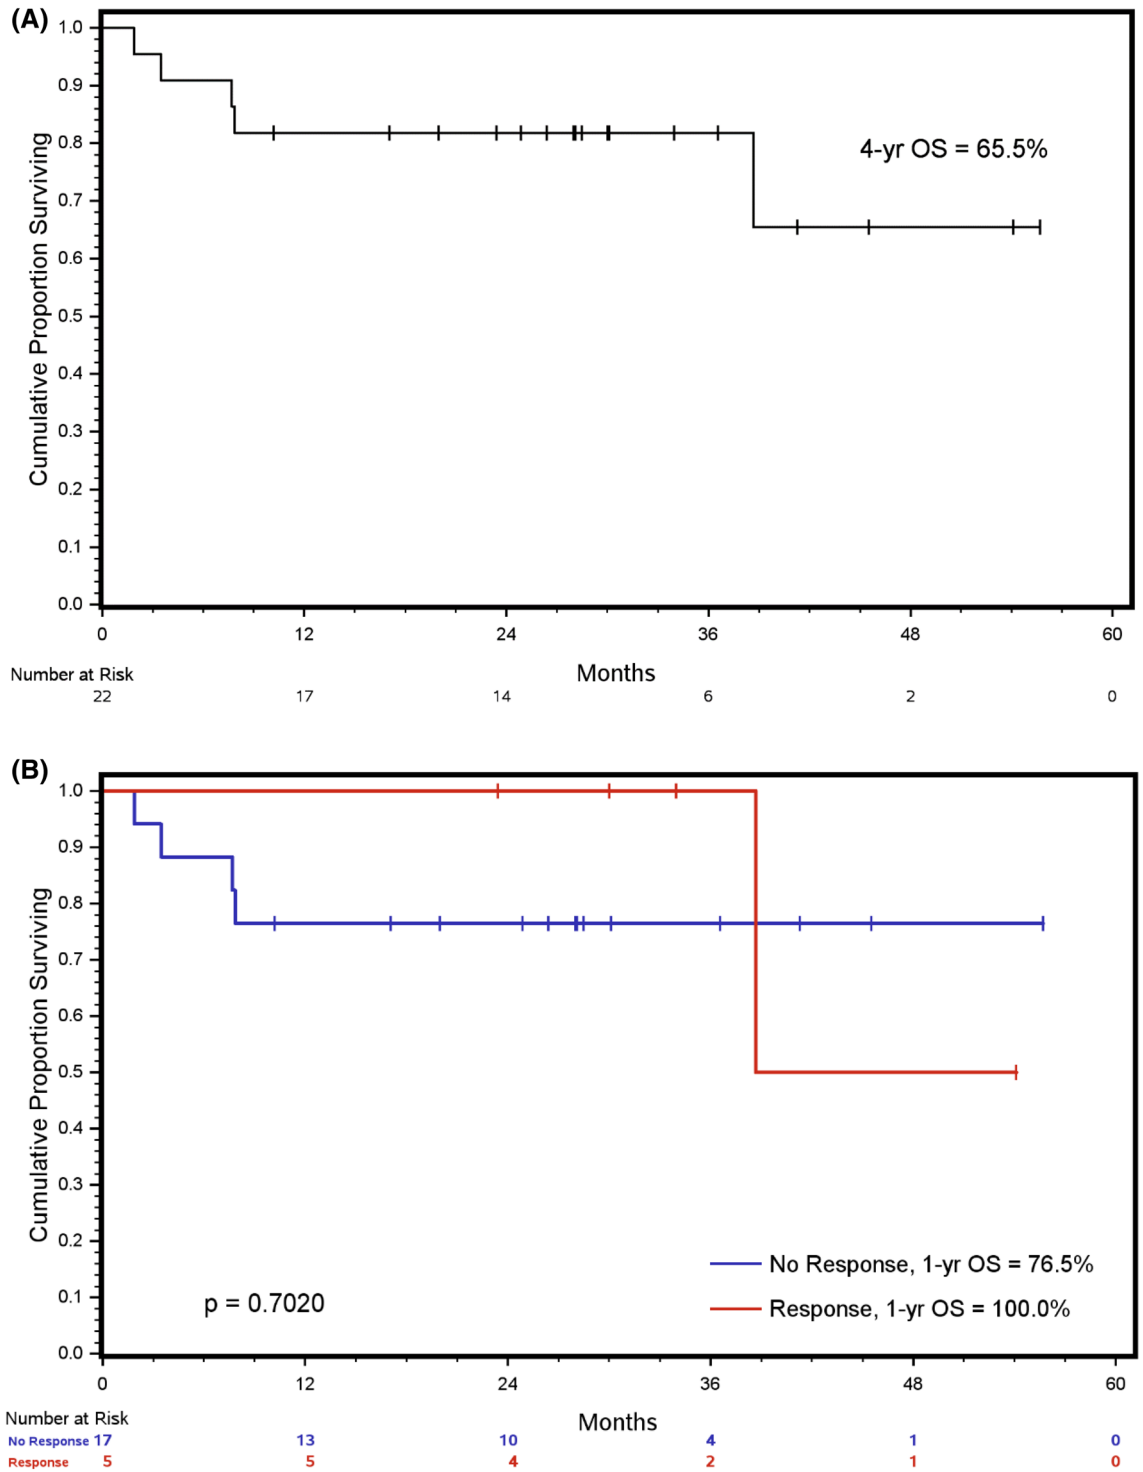 (A)
1.0
0.9
0.8
0.7
0.6
0.5
0.4
0.3
0.2
0.1
0.0
Cumulative Proportion Surviving
4-yr OS = 65.5%
0 12 24 36 48 60
Months
Number at Risk
22 17 14 6 2 0
(B)
1.0
0.9
0.8
0.7
0.6
0.5
0.4
0.3
0.2
0.1
0.0
Cumulative Proportion Surviving
No Response, 1-yr OS = 76.5%
Response, 1-yr OS = 100.0%
p = 0.7020
0 12 24 36 48 60
Months
Number at Risk
No Response 17 13 10 4 1 0
Response 5 5 4 2 1 0